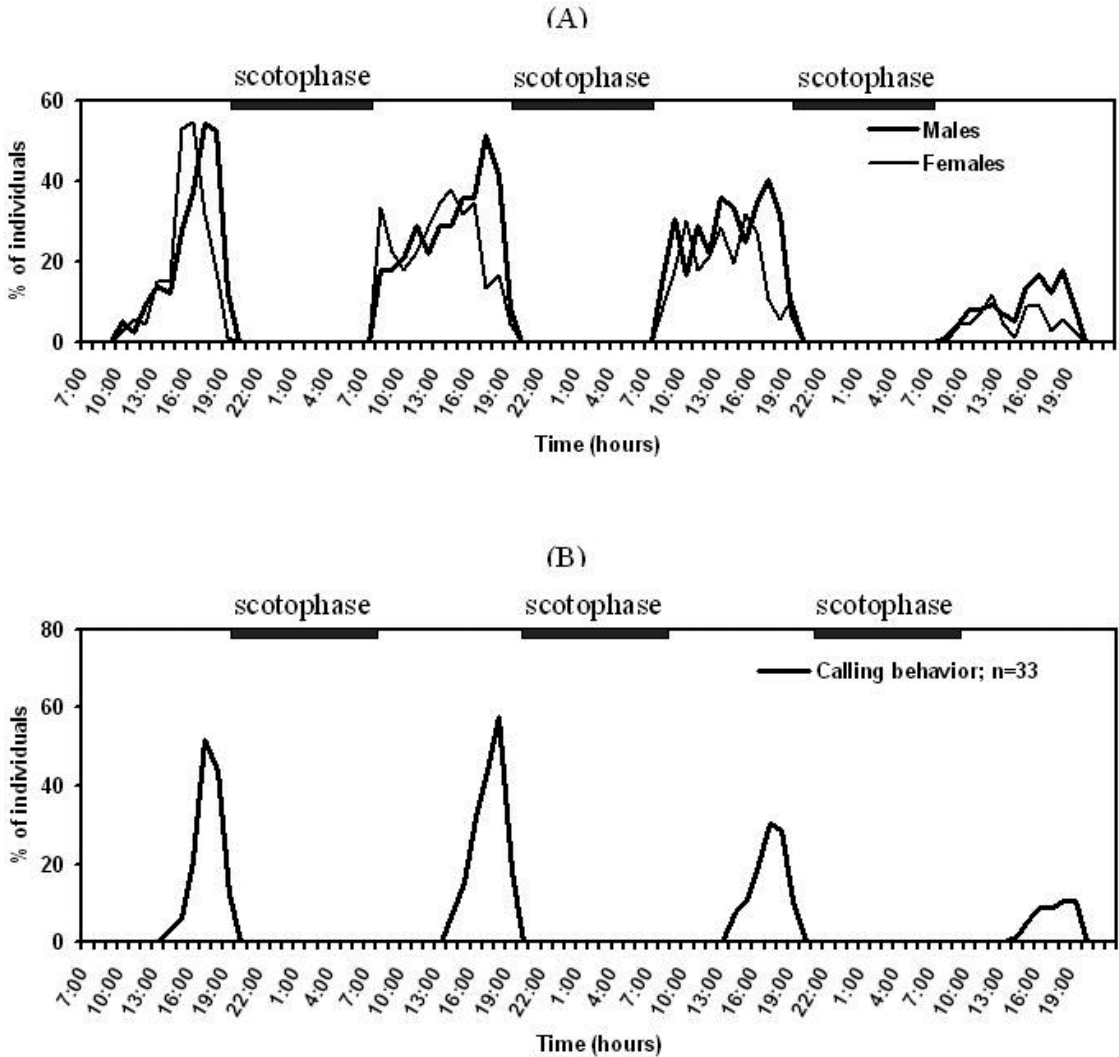 (A)
scotophase scotophase scotophase
60
40
20
0
% of individuals
Males
Females
7:00 10:00 13:00 16:00 19:00 22:00 1:00 4:00 7:00 10:00 13:00 16:00 19:00 22:00 1:00 4:00 7:00 10:00 13:00 16:00 19:00 22:00 1:00 4:00 7:00 10:00 13:00 16:00 19:00
Time (hours)
(B)
scotophase scotophase scotophase
80
60
40
20
0
% of individuals
Calling behavior; n=33
7:00 10:00 13:00 16:00 19:00 22:00 1:00 4:00 7:00 10:00 13:00 16:00 19:00 22:00 1:00 4:00 7:00 10:00 13:00 16:00 19:00 22:00 1:00 4:00 7:00 10:00 13:00 16:00 19:00
Time (hours)